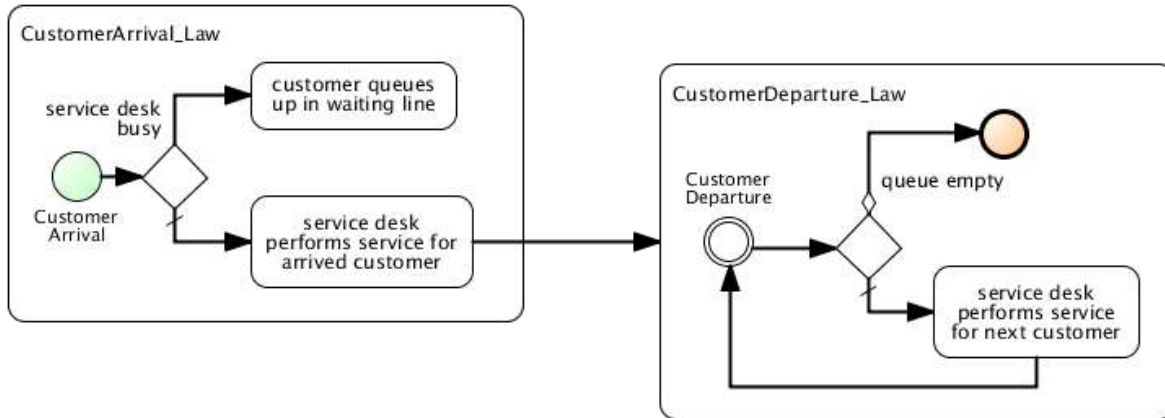 CustomerArrival_Law
customer queues
up in waiting line
service desk
busy
Customer
Arrival
service desk
performs service for
arrived customer
CustomerDeparture_Law
Customer
Departure
queue empty
service desk
performs service
for next customer